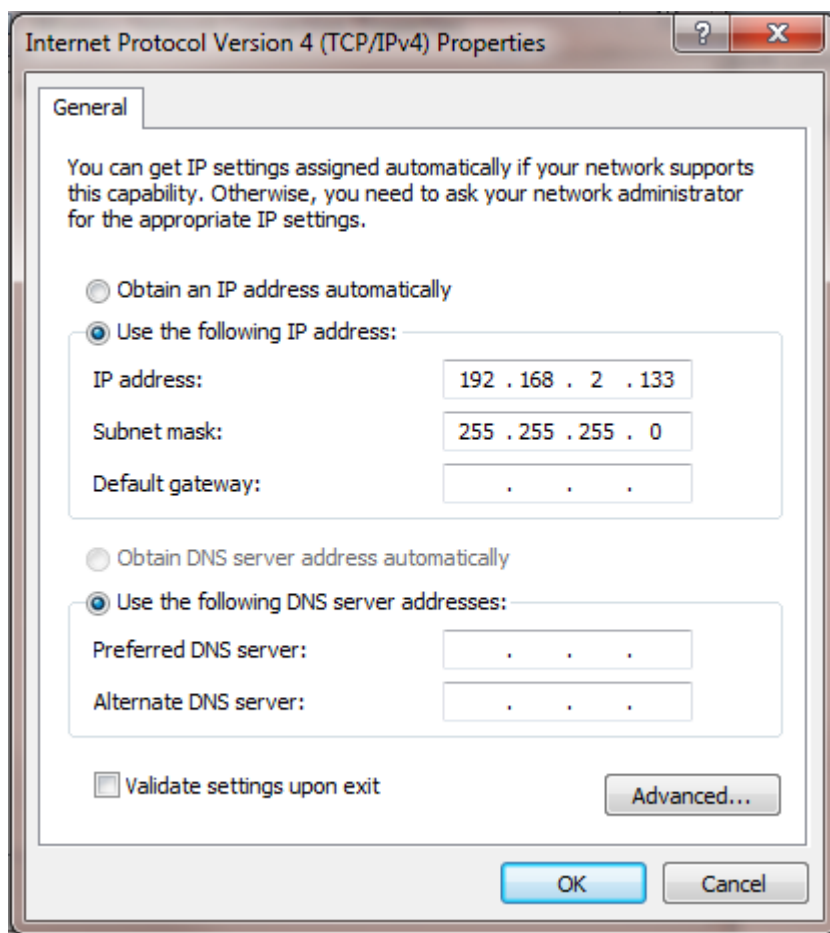 Internet Protocol Version 4 (TCP/IPv4) Properties
?
X
General
You can get IP settings assigned automatically if your network supports
this capability. Otherwise, you need to ask your network administrator
for the appropriate IP settings.
Obtain an IP address automatically
Use the following IP address:
IP address: 192 . 168 . 2 . 133
Subnet mask: 255 . 255 . 255 . 0
Default gateway: . . .
Obtain DNS server address automatically
Use the following DNS server addresses:
Preferred DNS server: . . .
Alternate DNS server: . . .
Validate settings upon exit
Advanced...
OK Cancel